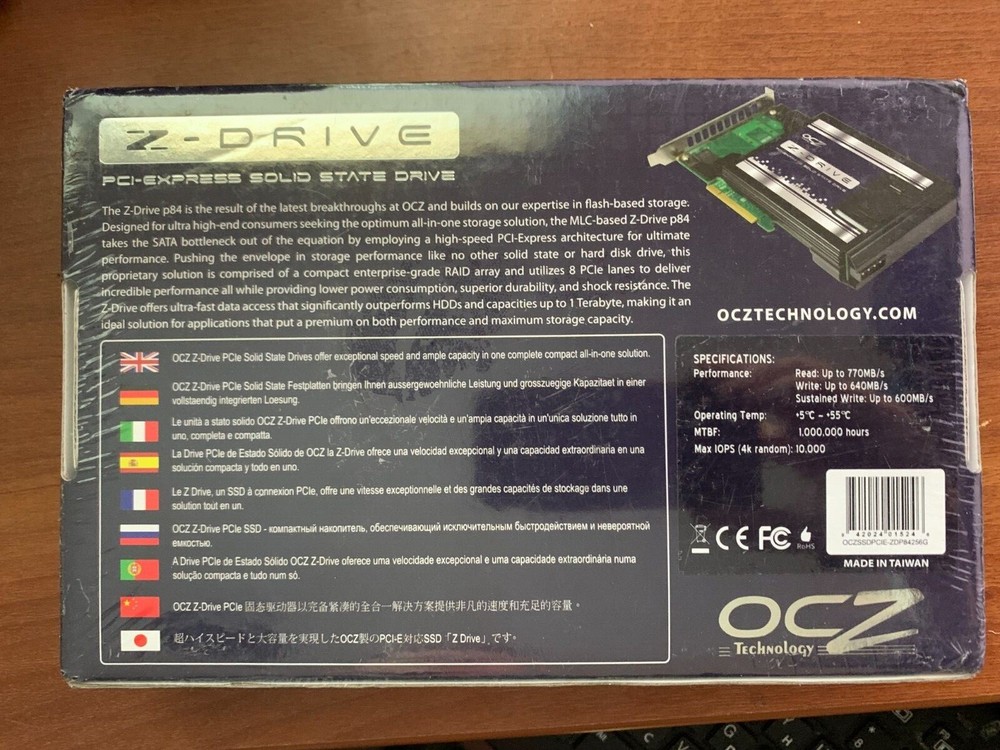 Z-DRIVE
PCI-EXPRESS SOLID STATE DRIVE
The Z-Drive p84 is the result of the latest breakthroughs at OCZ and builds on our expertise in flash-based storage.
Designed for ultra high-end consumers seeking the optimum all-in-one storage solution, the MLC-based Z-Drive p84
takes the SATA bottleneck out of the equation by employing a high-speed PCI-Express architecture for ultimate
performance. Pushing the envelope in storage performance like no other solid state or hard disk drive, this
proprietary solution is comprised of a compact enterprise-grade RAID array and utilizes 8 PCIe lanes to deliver
incredible performance all while providing lower power consumption, superior durability, and shock resistance. The
Z-Drive offers ultra-fast data access that significantly outperforms HDDs and capacities up to 1 Terabyte, making it an
ideal solution for applications that put a premium on both performance and maximum storage capacity.
OCZ
Z-DRIVE
OCZTECHNOLOGY.COM
OCZ Z-Drive PCIe Solid State Drives offer exceptional speed and ample capacity in one complete compact all-in-one solution.
OCZ Z-Drive PCIe Solid State Festplatten bringen Ihnen aussergewoehnliche Leistung und grosszuegige Kapazitaet in einer
vollstaendig integrierten Loesung.
Le unità a stato solido OCZ Z-Drive PCIe offrono un'eccezionale velocità e un'ampia capacità in un'unica soluzione tutto in
uno, completa e compatta.
La Drive PCIe de Estado Sólido de OCZ la Z-Drive ofrece una velocidad excepcional y una capacidad extraordinaria en una
solución compacta y todo en uno.
Le Z Drive, un SSD à connexion PCIe, offre une vitesse exceptionnelle et des grandes capacités de stockage dans une
solution tout en un.
OCZ Z-Drive PCIe SSD - компактный накопитель, обеспечивающий исключительным быстродействием и невероятной
емкостью.
A Drive PCIe de Estado Sólido OCZ Z-Drive oferece uma velocidade excepcional e uma capacidade extraordinária numa
solução compacta e tudo num só.
OCZ Z-Drive PCIe 固态驱动器以完备紧凑的全合一解决方案提供非凡的速度和充足的容量。
超ハイスピードと大容量を実現したOCZ製のPCI-E対応SSD「Z Drive」です。
SPECIFICATIONS:
Performance: Read: Up to 770MB/s
Write: Up to 640MB/s
Sustained Write: Up to 600MB/s
Operating Temp: +5℃ ~ +55℃
MTBF: 1.000.000 hours
Max IOPS (4k random): 10.000
CE FC RoHS
8 42024 01524 6
OCZSSDPCIE-ZDP84256G
MADE IN TAIWAN
OCZ
Technology